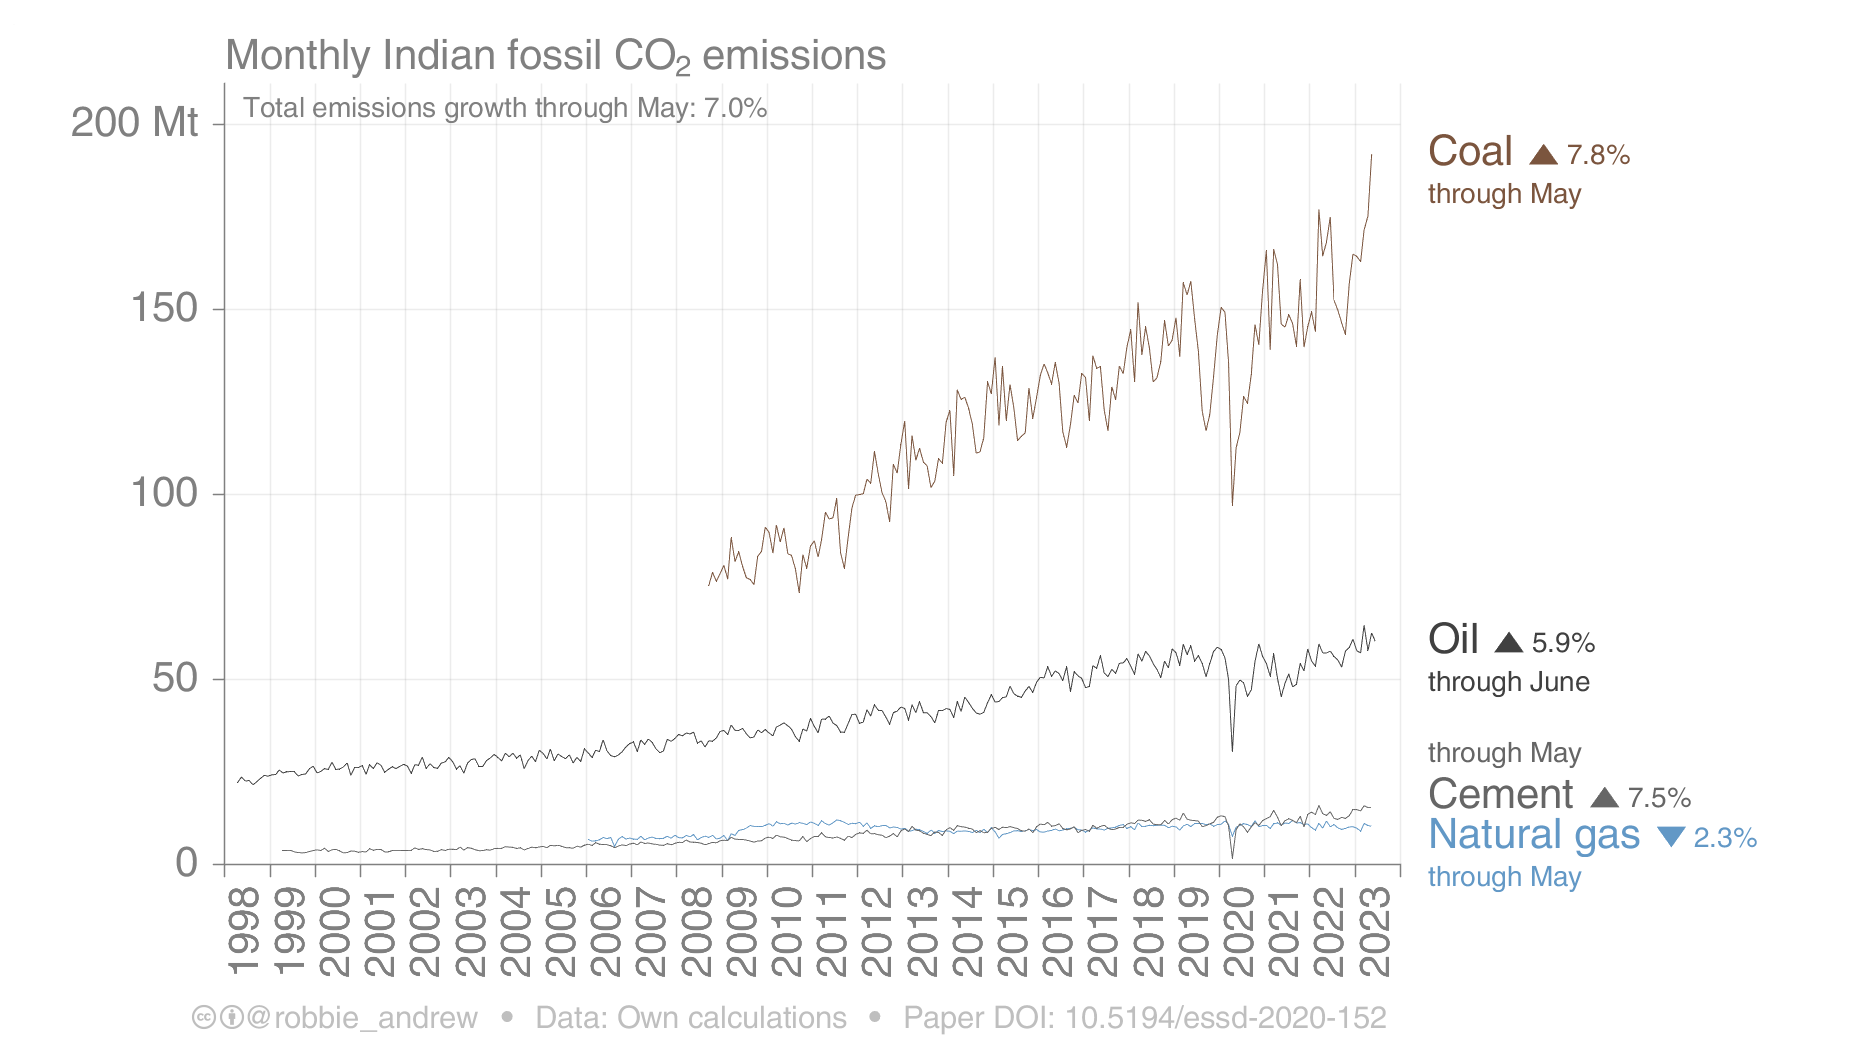 Monthly Indian fossil CO₂ emissions
Total emissions growth through May: 7.0%
200 Mt
150
100
50
0
Coal ▲ 7.8%
through May
Oil ▲ 5.9%
through June
through May
Cement ▲ 7.5%
Natural gas ▼ 2.3%
through May
1998 1999 2000 2001 2002 2003 2004 2005 2006 2007 2008 2009 2010 2011 2012 2013 2014 2015 2016 2017 2018 2019 2020 2021 2022 2023
@robbie_andrew • Data: Own calculations • Paper DOI: 10.5194/essd-2020-152